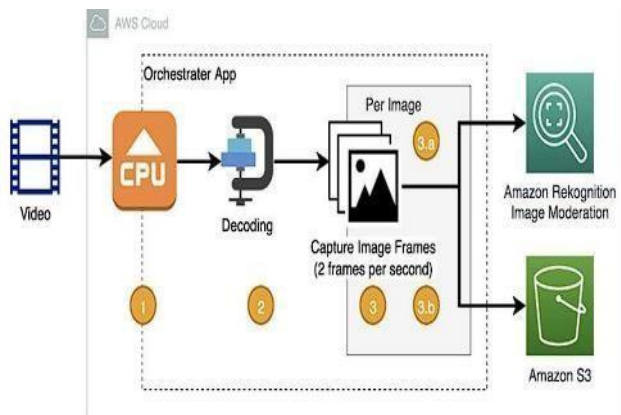 AWS Cloud
Orchestrater App
Per Image
3.a
CPU
Video
Decoding
Capture Image Frames
(2 frames per second)
Amazon Rekognition
Image Moderation
1
2
3
3.b
Amazon S3